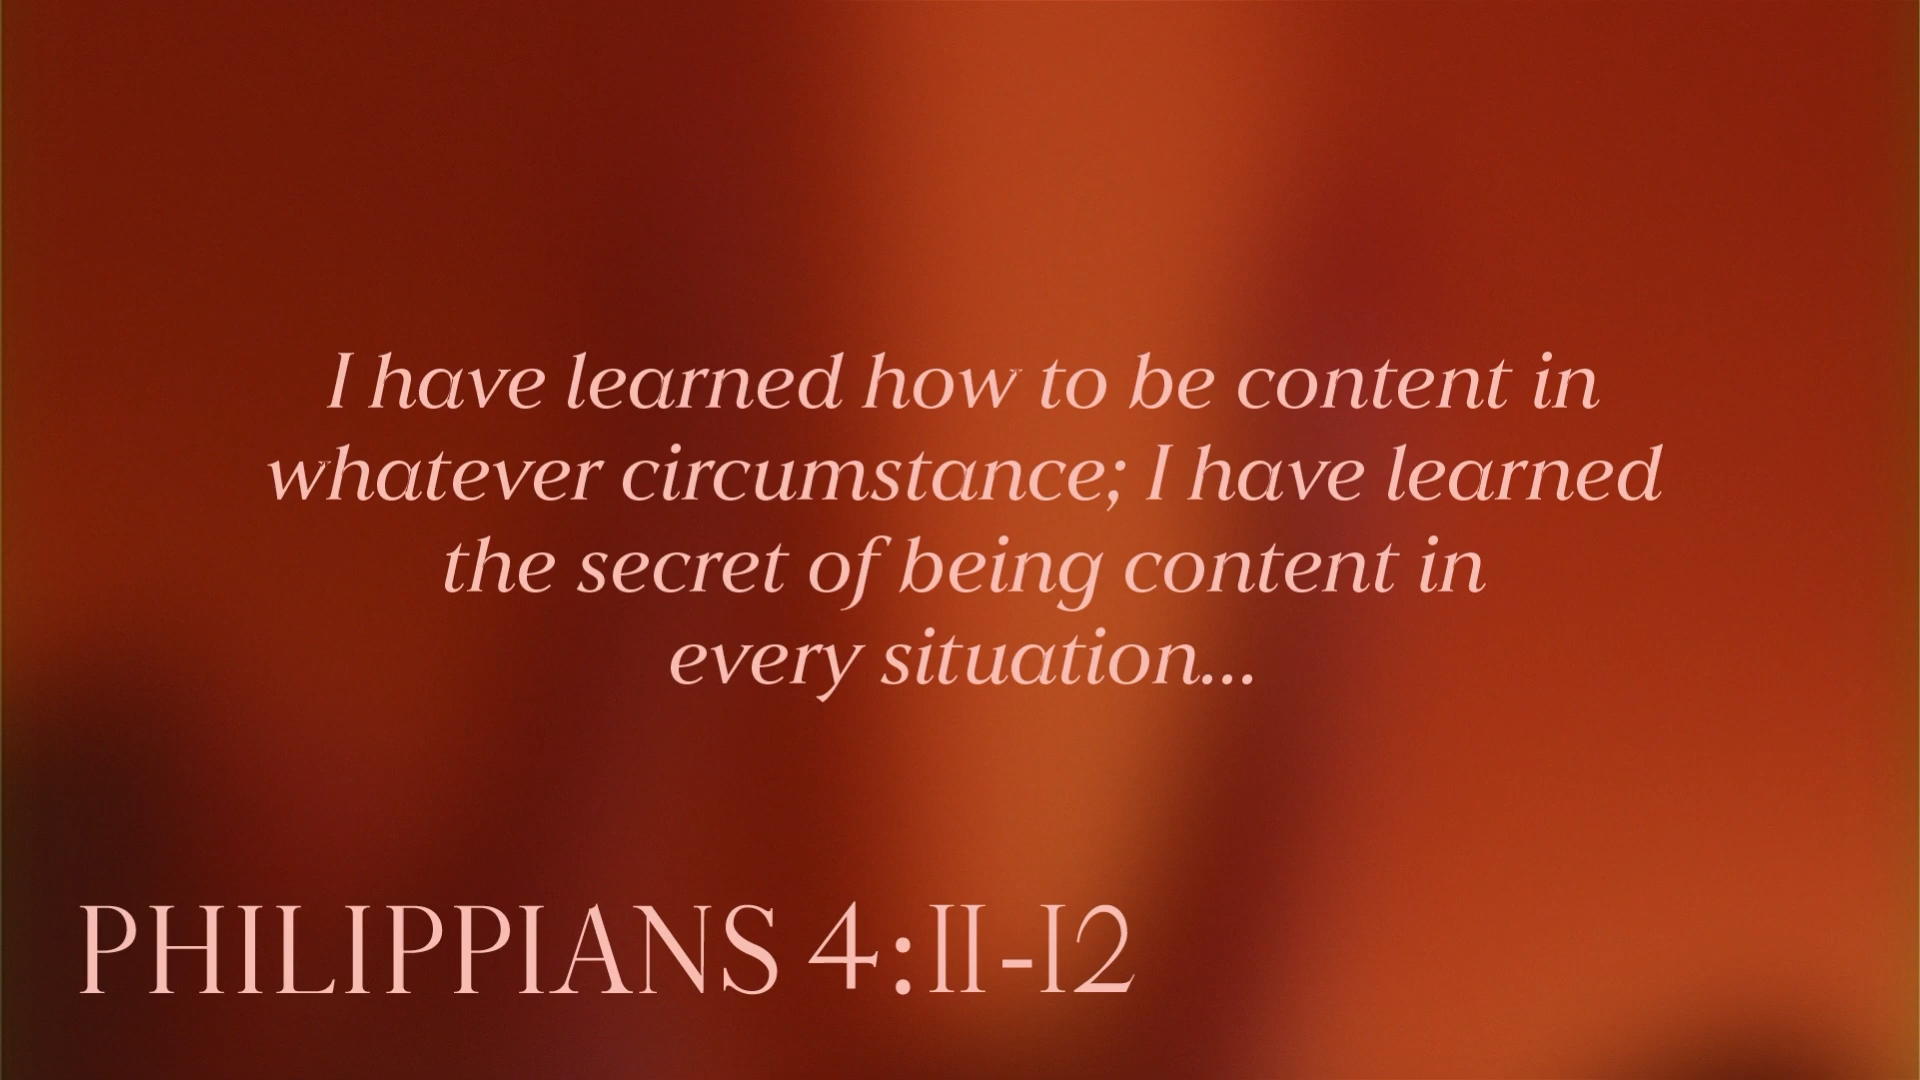 I have learned how to be content in
whatever circumstance; I have learned
the secret of being content in
every situation...
PHILIPPIANS 4:11-12